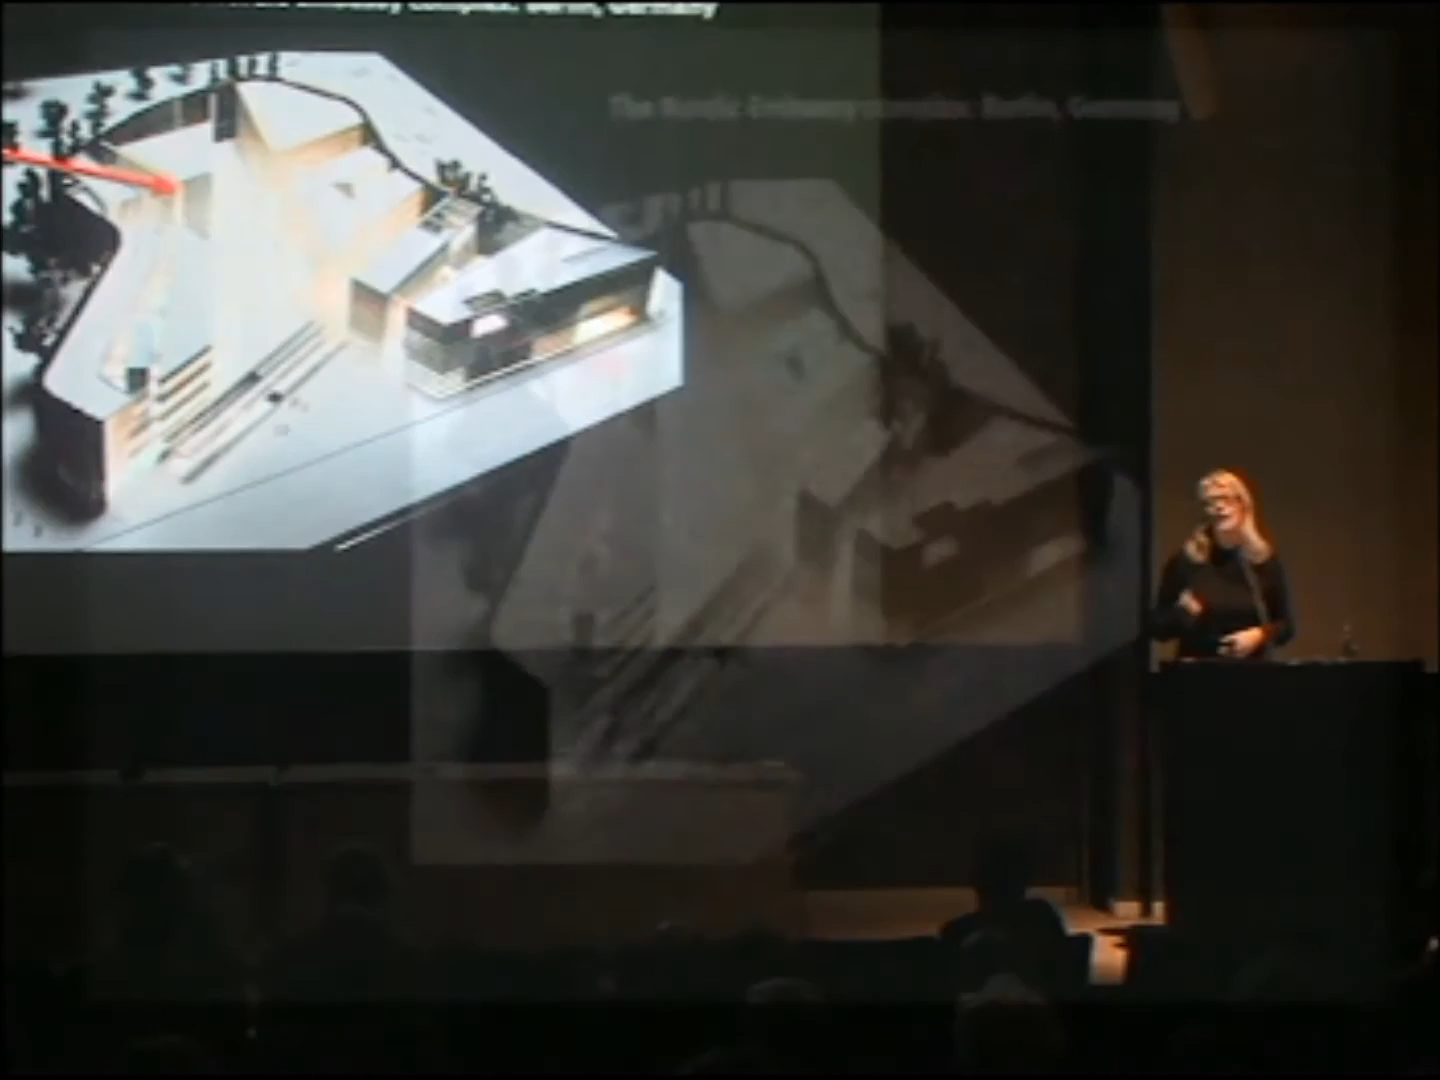 Embassy complex. Berlin, Germany
The Nordic Embassy complex. Berlin, Germany